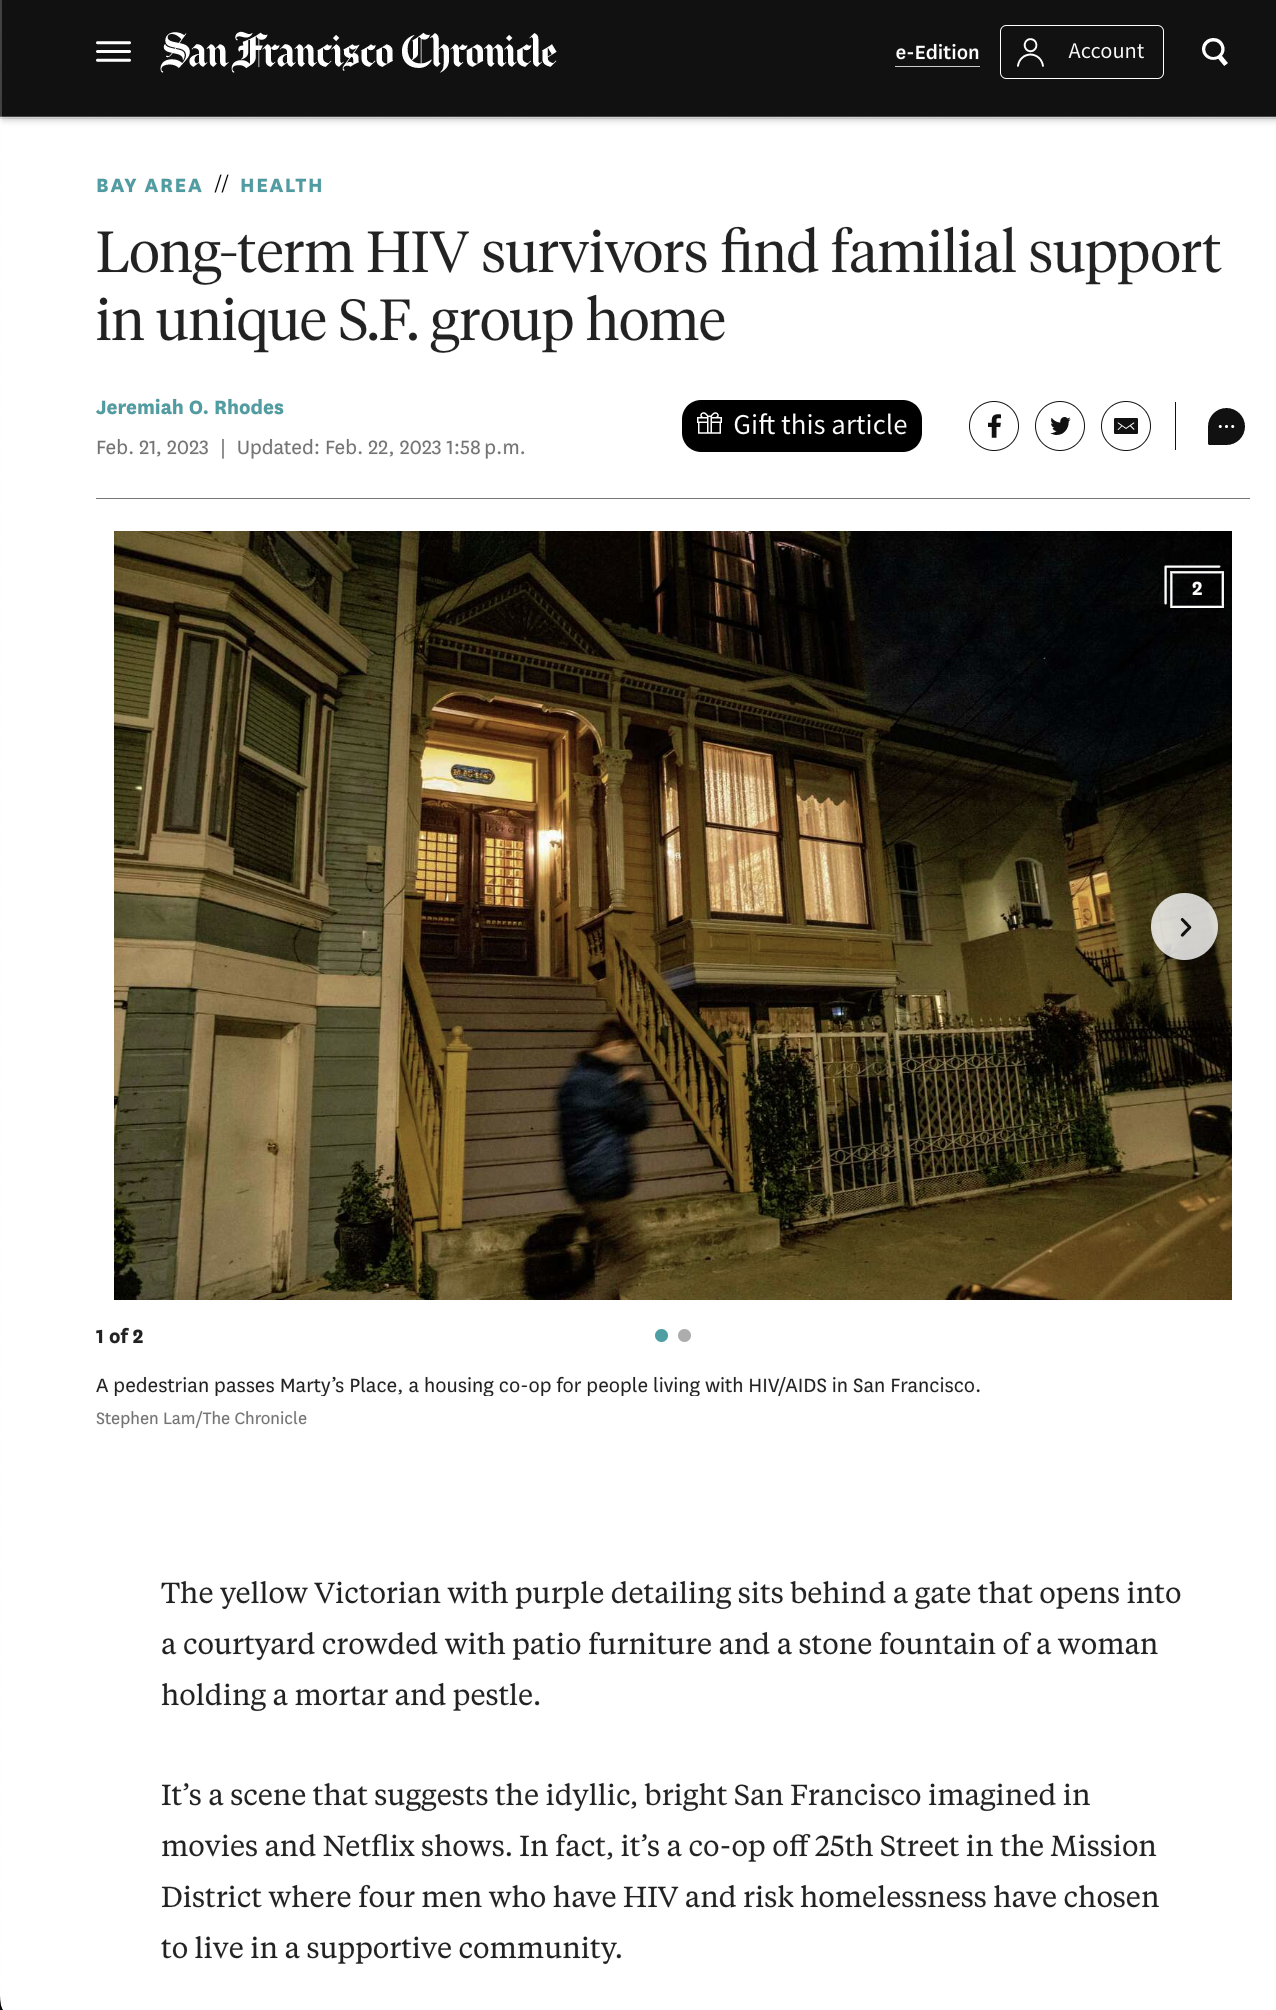 San Francisco Chronicle
e-Edition
Account
BAY AREA // HEALTH
Long-term HIV survivors find familial support
in unique S.F. group home
Jeremiah O. Rhodes
Feb. 21, 2023 | Updated: Feb. 22, 2023 1:58 p.m.
Gift this article
2
1 of 2
A pedestrian passes Marty’s Place, a housing co-op for people living with HIV/AIDS in San Francisco.
Stephen Lam/The Chronicle
The yellow Victorian with purple detailing sits behind a gate that opens into
a courtyard crowded with patio furniture and a stone fountain of a woman
holding a mortar and pestle.
It’s a scene that suggests the idyllic, bright San Francisco imagined in
movies and Netflix shows. In fact, it’s a co-op off 25th Street in the Mission
District where four men who have HIV and risk homelessness have chosen
to live in a supportive community.